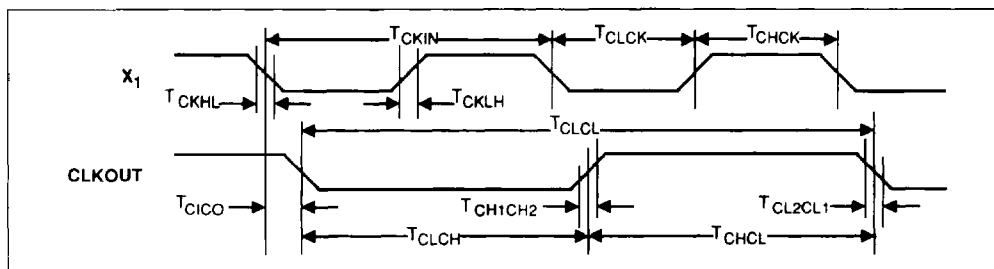 TCKIN TCLCK TCHCK
X1
TCKHL TCKLH
TCLCL
CLKOUT
TCICO TCH1CH2 TCL2CL1
TCLCH TCHCL